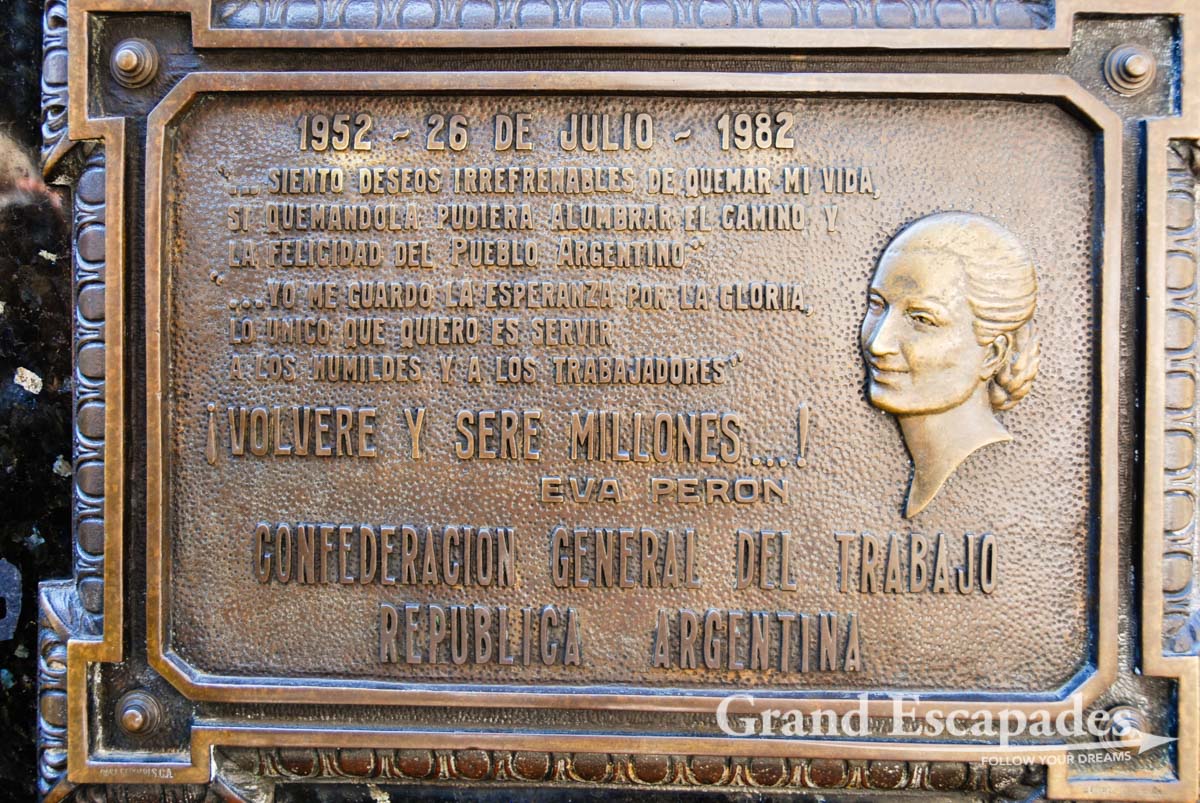 1952 ~ 26 DE JULIO ~ 1982
"... SIENTO DESEOS IRREFRENABLES DE QUEMAR MI VIDA,
SI QUEMANDOLA PUDIERA ALUMBRAR EL CAMINO Y
LA FELICIDAD DEL PUEBLO ARGENTINO"
"...YO ME GUARDO LA ESPERANZA POR LA GLORIA,
LO UNICO QUE QUIERO ES SERVIR
A LOS HUMILDES Y A LOS TRABAJADORES"
¡VOLVERE Y SERE MILLONES...!
EVA PERON
CONFEDERACION GENERAL DEL TRABAJO
REPUBLICA ARGENTINA
Grand Escapades
FOLLOW YOUR DREAMS